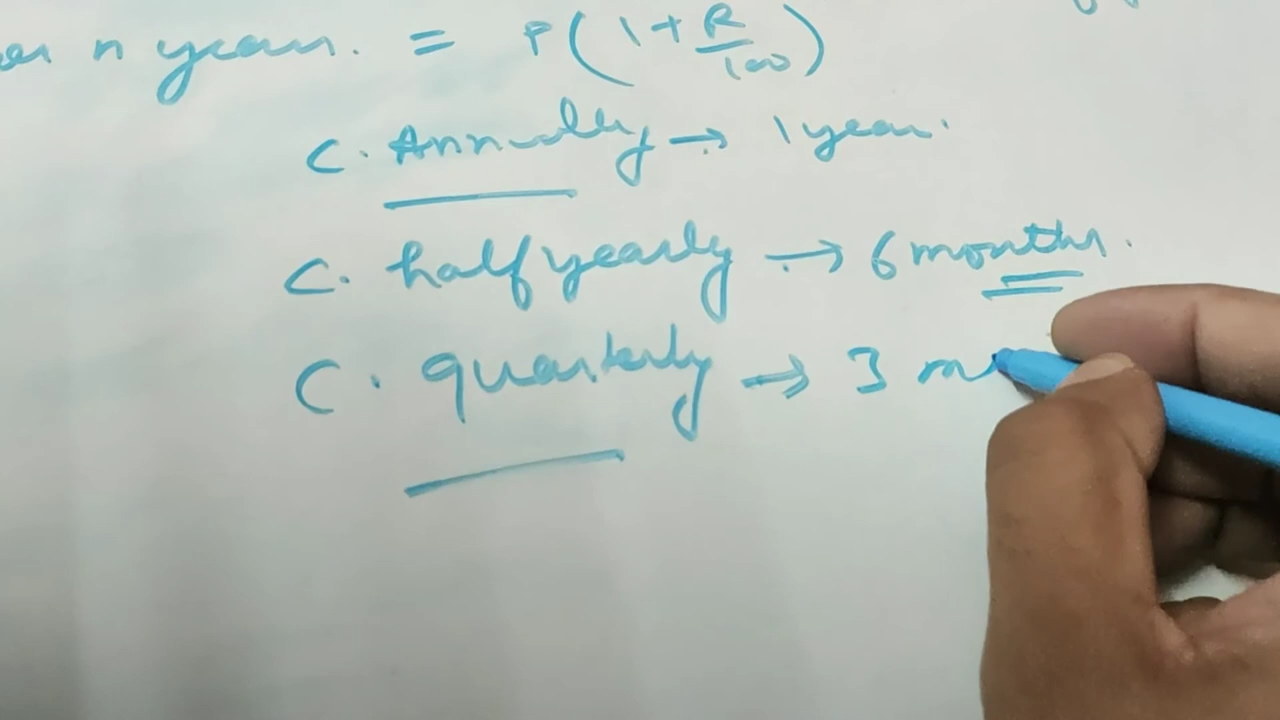 n years. = P(1+R/100)
C. Annually → 1 year.
C. half yearly → 6 months.
C. quarterly → 3 m